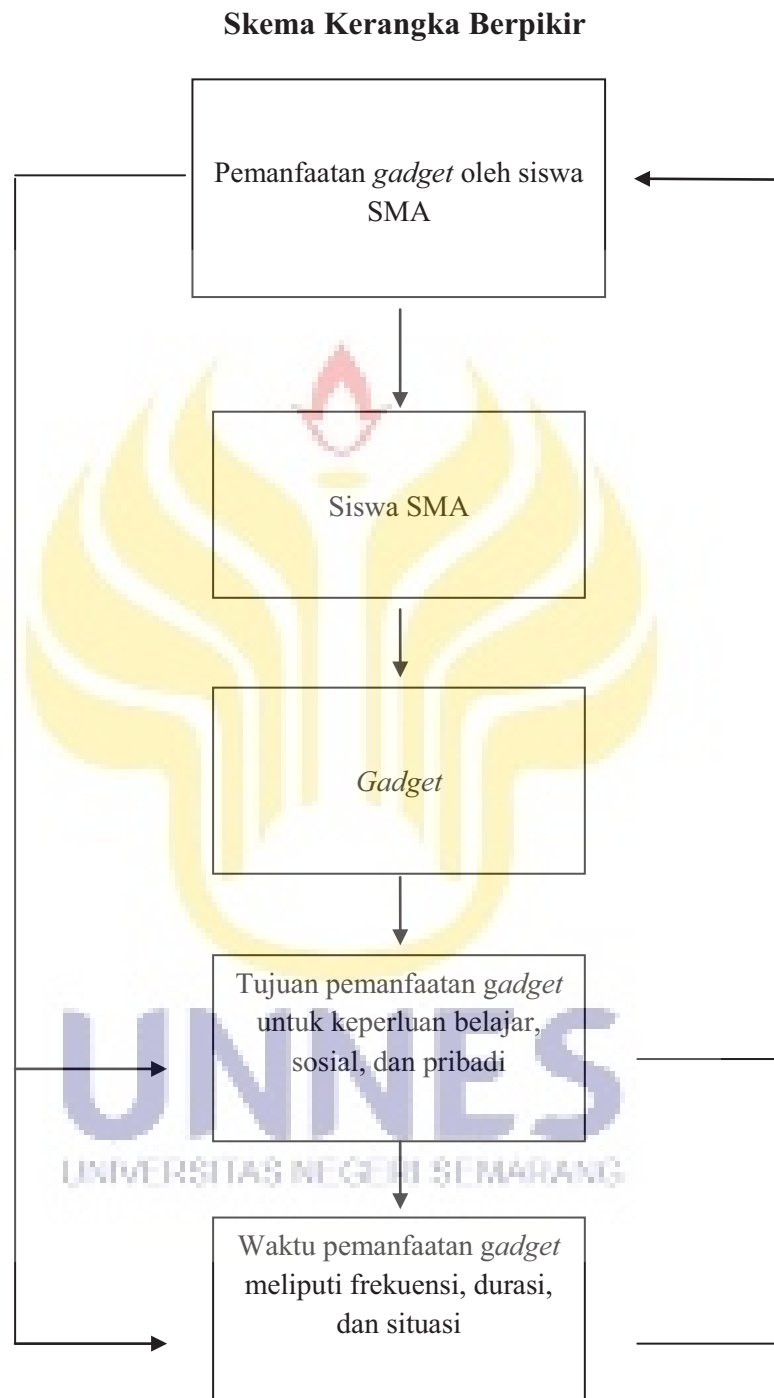 Skema Kerangka Berpikir
Pemanfaatan gadget oleh siswa
SMA
Siswa SMA
Gadget
Tujuan pemanfaatan gadget
untuk keperluan belajar,
sosial, dan pribadi
UNNES
UNIVERSITAS NEGERI SEMARANG
Waktu pemanfaatan gadget
meliputi frekuensi, durasi,
dan situasi